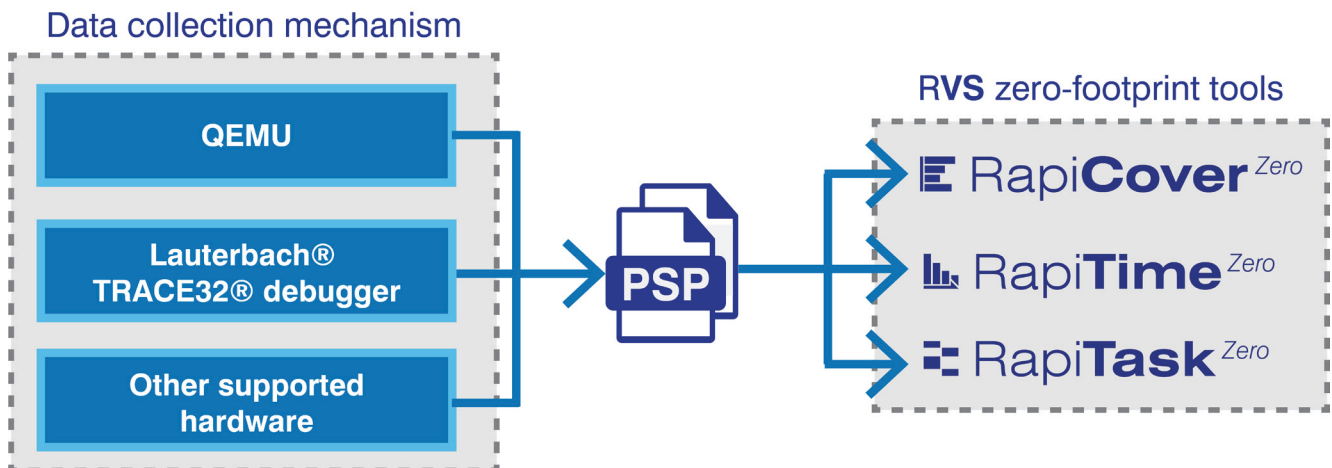 Data collection mechanism
QEMU
Lauterbach®
TRACE32® debugger
Other supported
hardware
PSP
RVS zero-footprint tools
RapiCover Zero
RapiTime Zero
RapiTask Zero